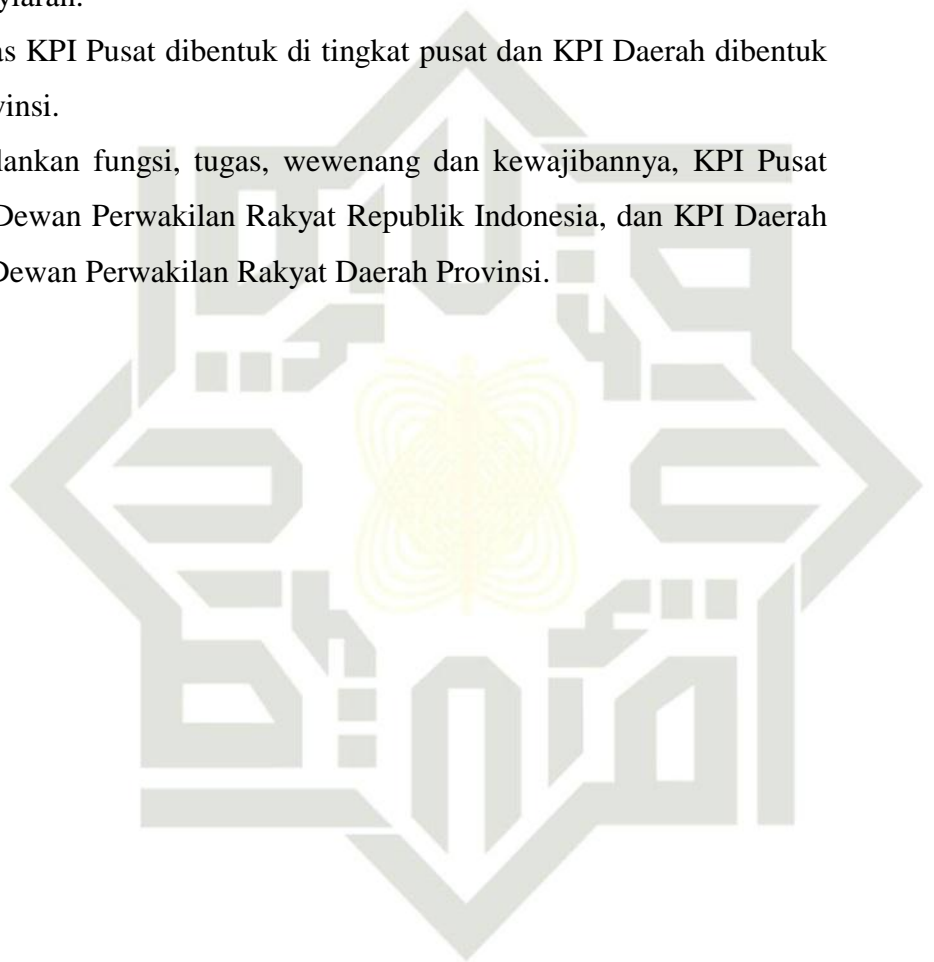 as KPI Pusat dibentuk di tingkat pusat dan KPI Daerah dibentuk
vinsi.
lankan fungsi, tugas, wewenang dan kewajibannya, KPI Pusat
Dewan Perwakilan Rakyat Republik Indonesia, dan KPI Daerah
Dewan Perwakilan Rakyat Daerah Provinsi.